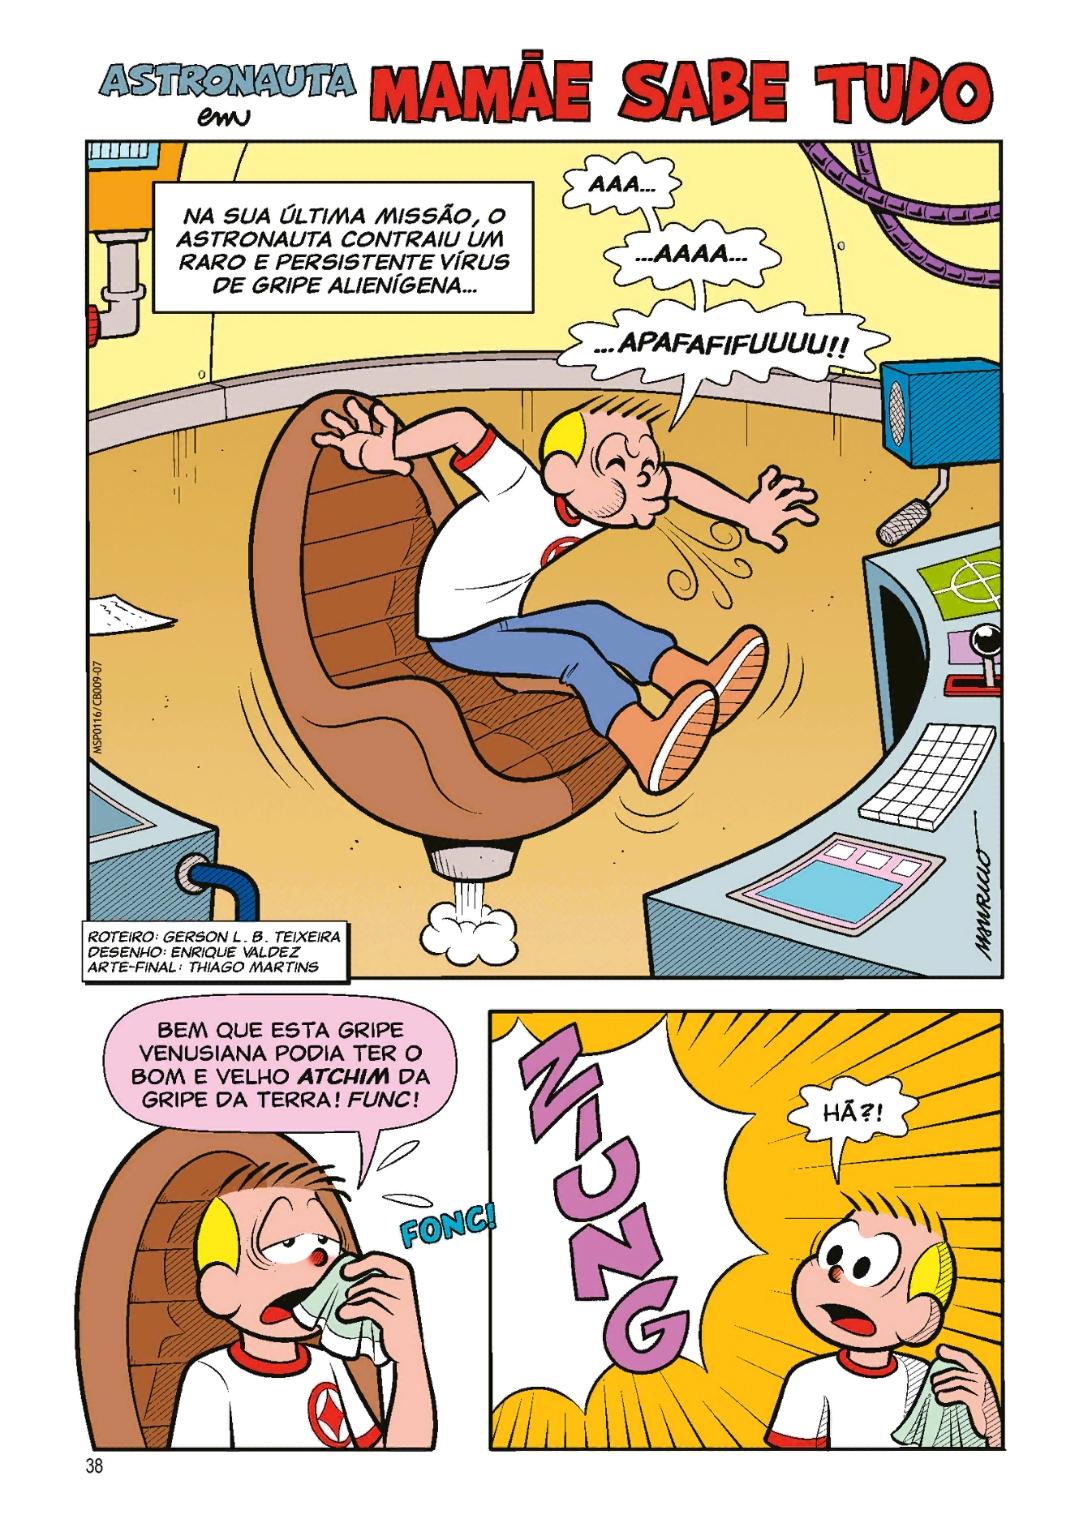 ASTRONAUTA
em
MAMÃE SABE TUDO
NA SUA ÚLTIMA MISSÃO, O
ASTRONAUTA CONTRAIU UM
RARO E PERSISTENTE VÍRUS
DE GRIPE ALIENÍGENA...
AAA...
...AAAA...
...APAFAFIFUUUU!!
MSP0116/CB009-07
MAURICIO
ROTEIRO: GERSON L. B. TEIXEIRA
DESENHO: ENRIQUE VALDEZ
ARTE-FINAL: THIAGO MARTINS
BEM QUE ESTA GRIPE
VENUSIANA PODIA TER O
BOM E VELHO ATCHIM DA
GRIPE DA TERRA! FUNC!
FONC!
ZIUNG
HÃ?!
38